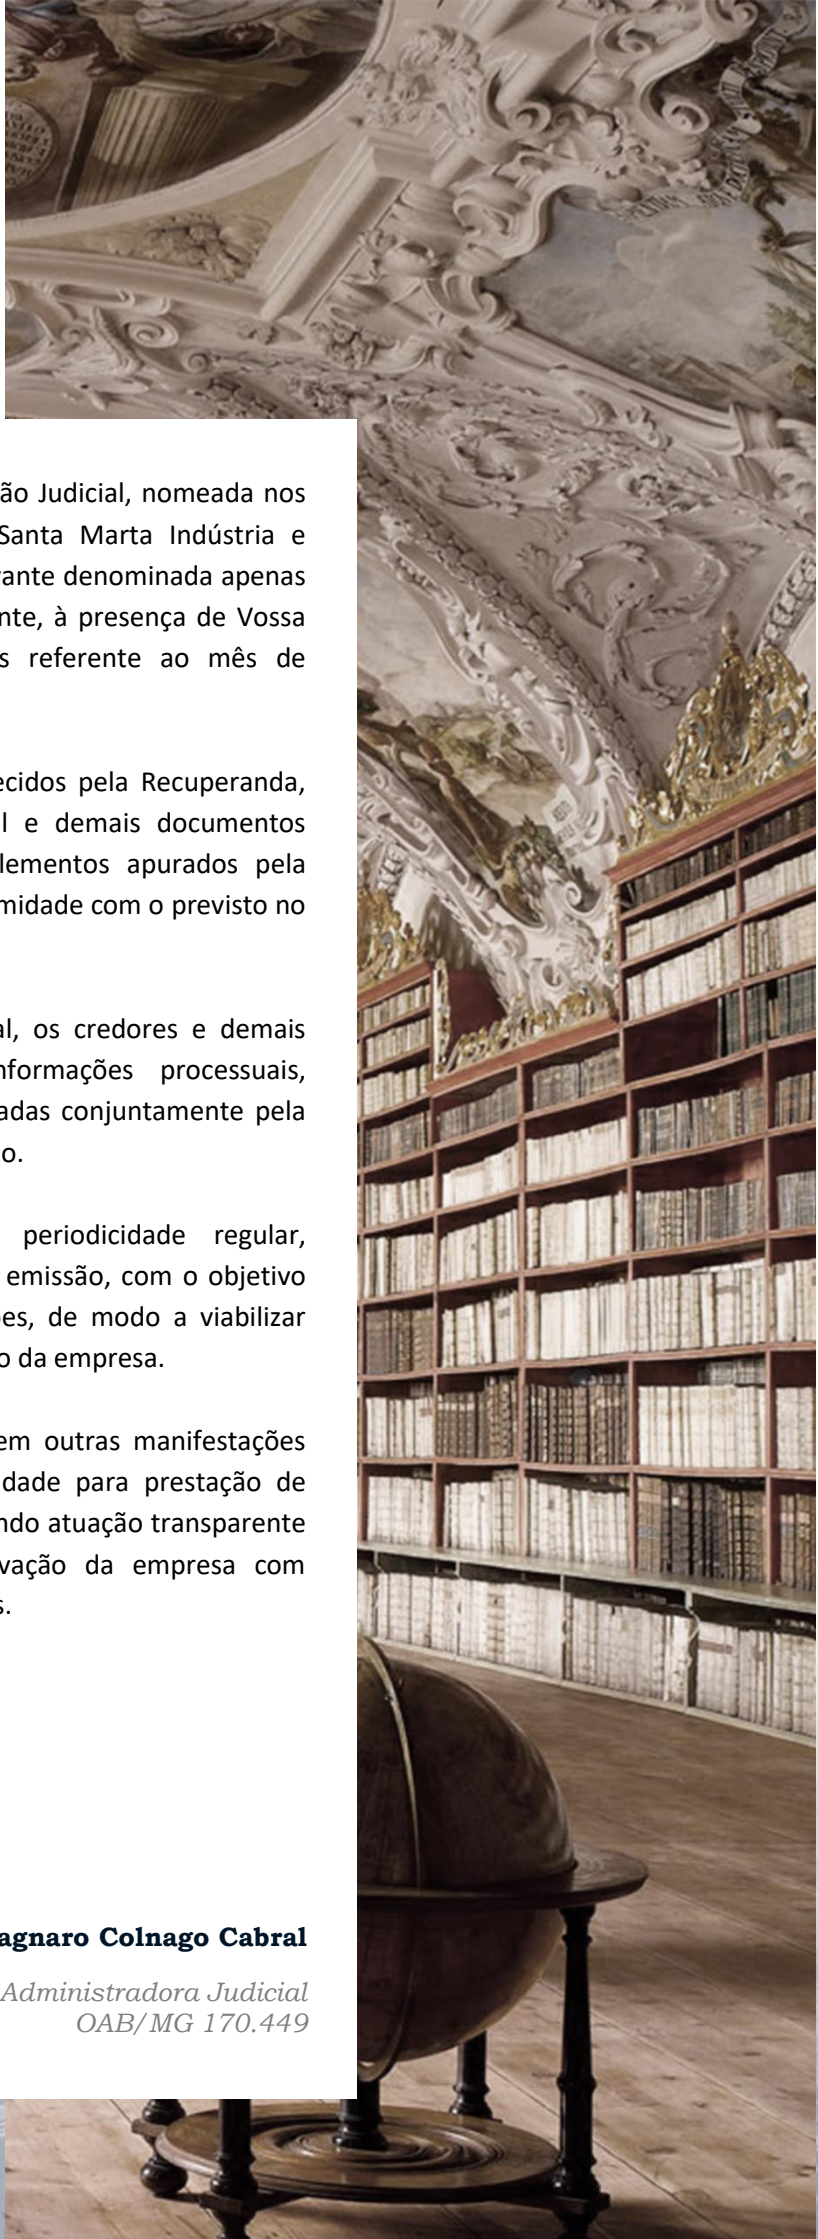 ão Judicial, nomeada nos
Santa Marta Indústria e
rante denominada apenas
nte, à presença de Vossa
s referente ao mês de
ecidos pela Recuperanda,
l e demais documentos
lementos apurados pela
midade com o previsto no
al, os credores e demais
nformações processuais,
adas conjuntamente pela
o.
periodicidade regular,
emissão, com o objetivo
es, de modo a viabilizar
o da empresa.
em outras manifestações
dade para prestação de
ndo atuação transparente
vação da empresa com
s.
agnaro Colnago Cabral
Administradora Judicial
OAB/MG 170.449